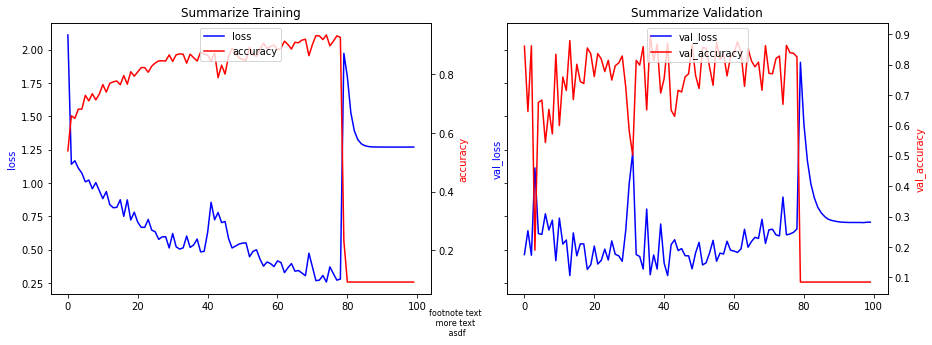 Summarize Training
loss
accuracy
2.00
1.75
1.50
1.25
1.00
0.75
0.50
0.25
loss
0.8
0.6
0.4
0.2
accuracy
0
20
40
60
80
100
footnote text
more text
asdf
Summarize Validation
val_loss
val_accuracy
val_loss
0.9
0.8
0.7
0.6
0.5
0.4
0.3
0.2
0.1
val_accuracy
0
20
40
60
80
100